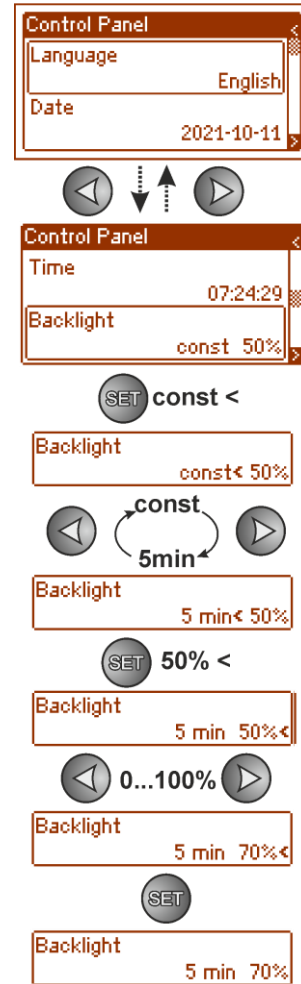 Control Panel <
Language
English
Date
2021-10-11 >
Control Panel <
Time
07:24:29
Backlight
const 50% >
SET const <
Backlight
const< 50%
const
5min
Backlight
5 min< 50%
SET 50% <
Backlight
5 min 50%<
0...100%
Backlight
5 min 70%<
SET
Backlight
5 min 70%